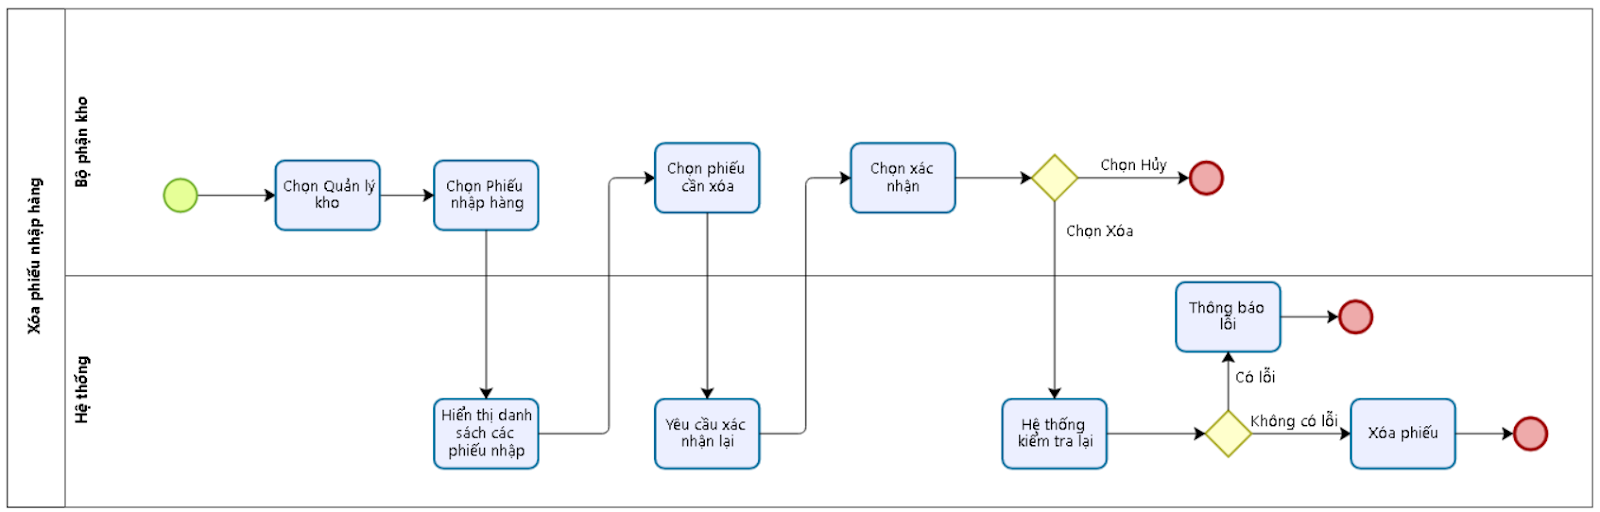 Xóa phiếu nhập hàng
Bộ phận kho
Chọn Quản lý
kho
Chọn Phiếu
nhập hàng
Chọn phiếu
cần xóa
Chọn xác
nhận
Chọn Hủy
Chọn Xóa
Hệ thống
Hiển thị danh
sách các
phiếu nhập
Yêu cầu xác
nhận lại
Hệ thống
kiểm tra lại
Thông báo
lỗi
Có lỗi
Không có lỗi
Xóa phiếu